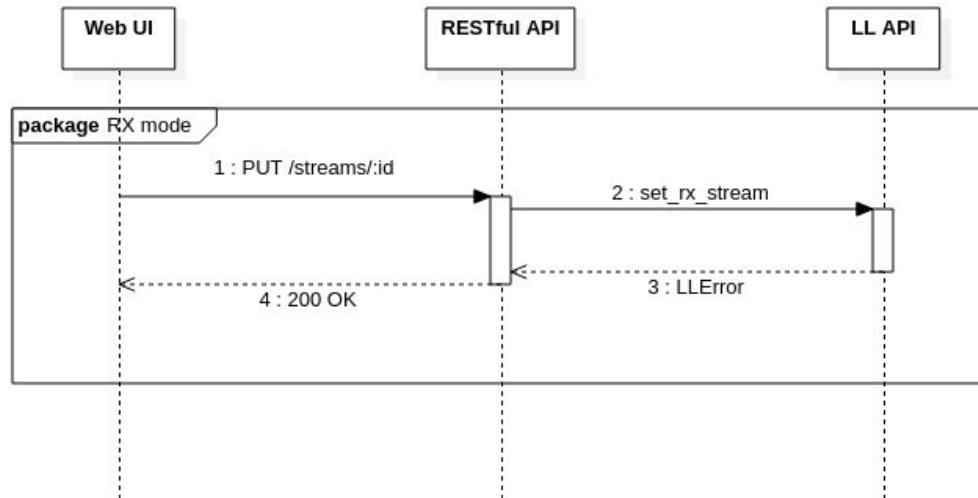 Web UI
RESTful API
LL API
package RX mode
1 : PUT /streams/:id
2 : set_rx_stream
3 : LLError
4 : 200 OK